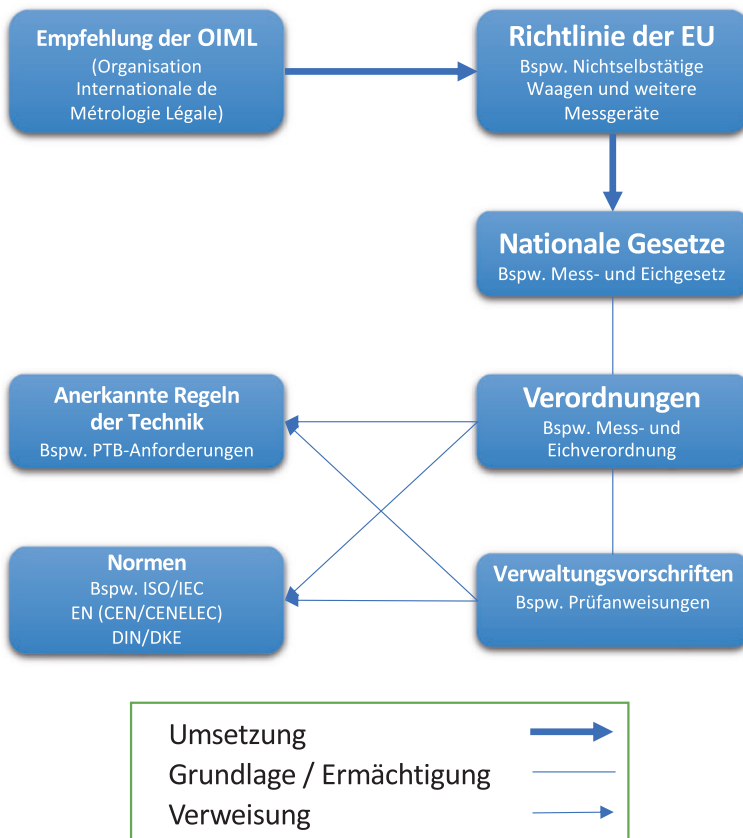 Empfehlung der OIML
(Organisation
Internationale de
Métrologie Légale)
Richtlinie der EU
Bspw. Nichtselbstätige
Waagen und weitere
Messgeräte
Nationale Gesetze
Bspw. Mess- und Eichgesetz
Anerkannte Regeln
der Technik
Bspw. PTB-Anforderungen
Verordnungen
Bspw. Mess- und
Eichverordnung
Normen
Bspw. ISO/IEC
EN (CEN/CENELEC)
DIN/DKE
Verwaltungsvorschriften
Bspw. Prüfanweisungen
Umsetzung
Grundlage / Ermächtigung
Verweisung